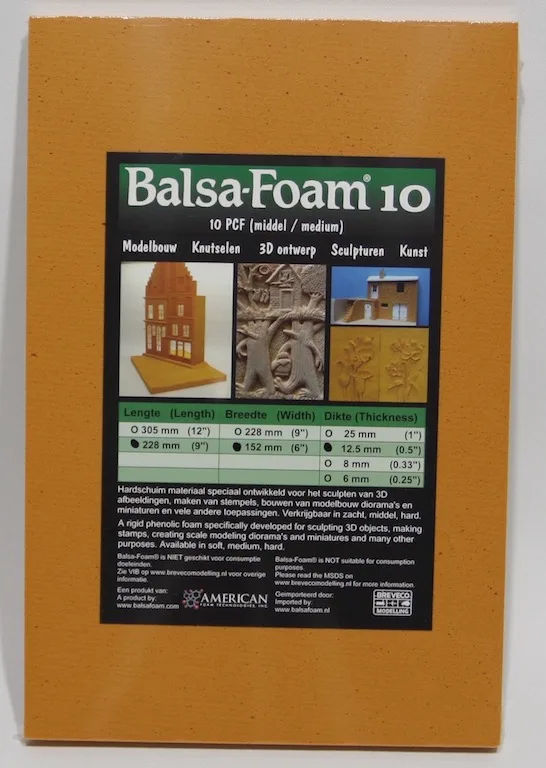 Balsa-Foam® 10
10 PCF (middel / medium)
Modelbouw Knutselen 3D ontwerp Sculpturen Kunst
Lengte (Length) Breedte (Width) Dikte (Thickness)
O 305 mm (12") O 228 mm (9") O 25 mm (1")
● 228 mm (9") ● 152 mm (6") ● 12.5 mm (0.5")
O 8 mm (0.33")
O 6 mm (0.25")
Hardschuim materiaal speciaal ontwikkeld voor het sculpten van 3D
afbeeldingen, maken van stempels, bouwen van modelbouw diorama's en
miniaturen en vele andere toepassingen. Verkrijgbaar in zacht, middel, hard.
A rigid phenolic foam specifically developed for sculpting 3D objects, making
stamps, creating scale modeling diorama's and miniatures and many other
purposes. Available in soft, medium, hard.
Balsa-Foam® is NIET geschikt voor consumptie
doeleinden.
Zie VIB op www.brevecomodelling.nl voor overige
informatie.
Balsa-Foam® is NOT suitable for consumption
purposes.
Please read the MSDS on
www.brevecomodelling.nl for more information.
Een produkt van:
A product by:
www.balsafoam.com
AMERICAN
FOAM TECHNOLOGIES, INC.
Geimporteerd door:
Imported by:
www.balsafoam.nl
BREVECO
MODELLING